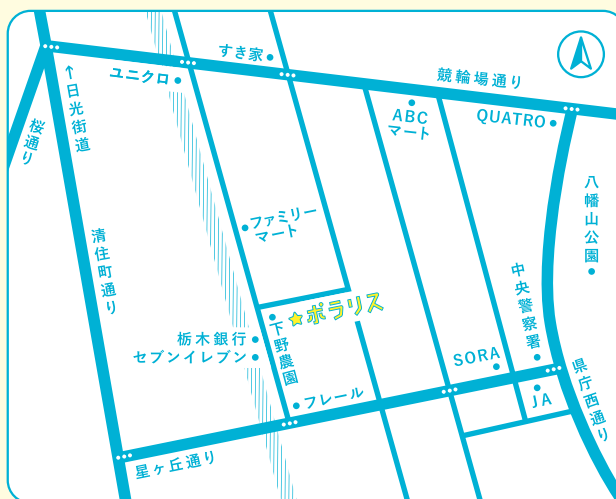 すき家
ユニクロ
競輪場通り
↑日光街道
桜通り
ABC
マート
QUATRO
八幡山公園
ファミリー
マート
清住町通り
中央警察署
★ポラリス
下野農園
栃木銀行
セブンイレブン
SORA
県庁西通り
フレール
JA
星ヶ丘通り